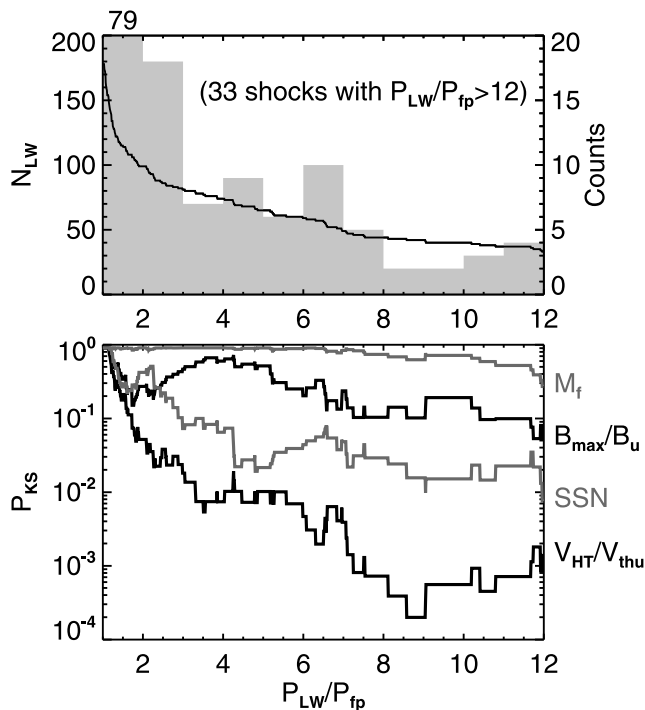 79
200
150
100
50
0
N_LW
(33 shocks with P_LW/P_fp>12)
20
15
10
5
0
Counts
2 4 6 8 10 12
10^0
10^-1
10^-2
10^-3
10^-4
P_KS
M_f
B_max/B_u
SSN
V_HT/V_thu
2 4 6 8 10 12
P_LW/P_fp